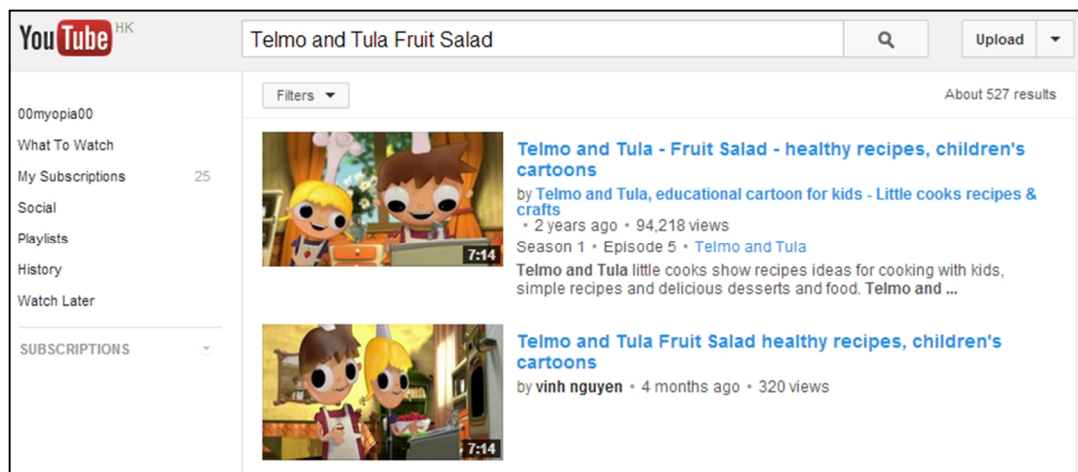 YouTube HK
Telmo and Tula Fruit Salad
Upload
Filters
About 527 results
00myopia00
What To Watch
My Subscriptions 25
Social
Playlists
History
Watch Later
SUBSCRIPTIONS
7:14
Telmo and Tula - Fruit Salad - healthy recipes, children's
cartoons
by Telmo and Tula, educational cartoon for kids - Little cooks recipes &
crafts
• 2 years ago • 94,218 views
Season 1 • Episode 5 • Telmo and Tula
Telmo and Tula little cooks show recipes ideas for cooking with kids,
simple recipes and delicious desserts and food. Telmo and ...
7:14
Telmo and Tula Fruit Salad healthy recipes, children's
cartoons
by vinh nguyen • 4 months ago • 320 views